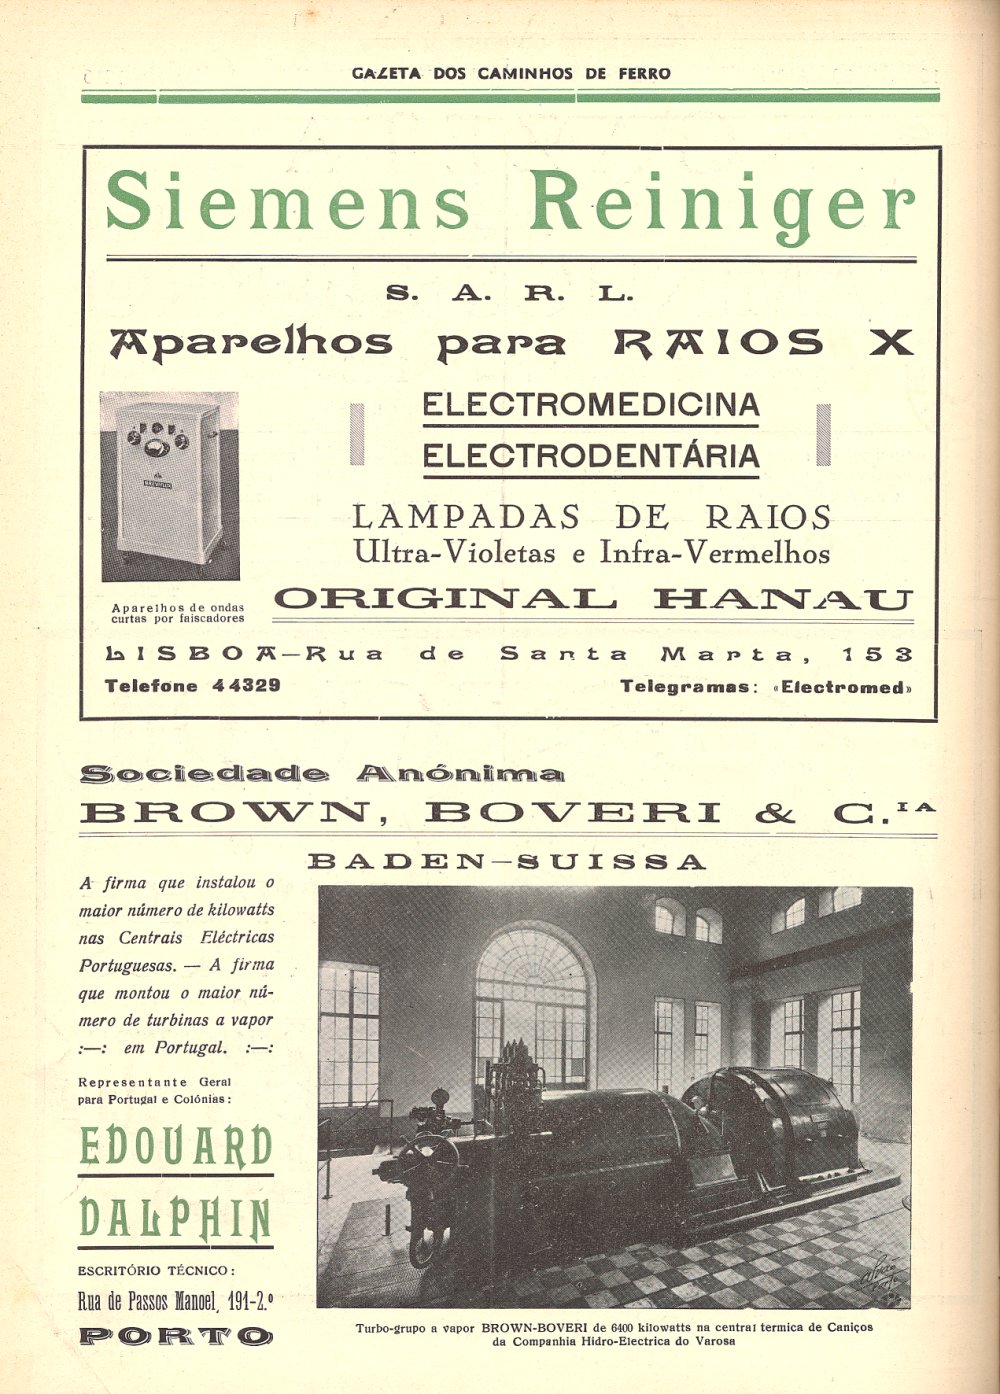 GAZETA DOS CAMINHOS DE FERRO
Siemens Reiniger
S. A. R. L.
Aparelhos para RAIOS X
ELECTROMEDICINA
ELECTRODENTÁRIA
LAMPADAS DE RAIOS
Ultra-Violetas e Infra-Vermelhos
ORIGINAL HANAU
Aparelhos de ondas
curtas por faiscadores
LISBOA—Rua de Santa Marta, 153
Telefone 44329 Telegramas: «Electromed»
Sociedade Anónima
BROWN, BOVERI & C.IA
BADEN—SUISSA
A firma que instalou o
maior número de kilowatts
nas Centrais Eléctricas
Portuguesas. — A firma
que montou o maior nú-
mero de turbinas a vapor
:—: em Portugal. :—:
Representante Geral
para Portugal e Colónias:
EDOUARD
DALPHIN
ESCRITÓRIO TÉCNICO:
Rua de Passos Manoel, 191-2.º
PORTO
Turbo-grupo a vapor BROWN-BOVERI de 6400 kilowatts na central termica de Caniços
da Companhia Hidro-Electrica do Varosa